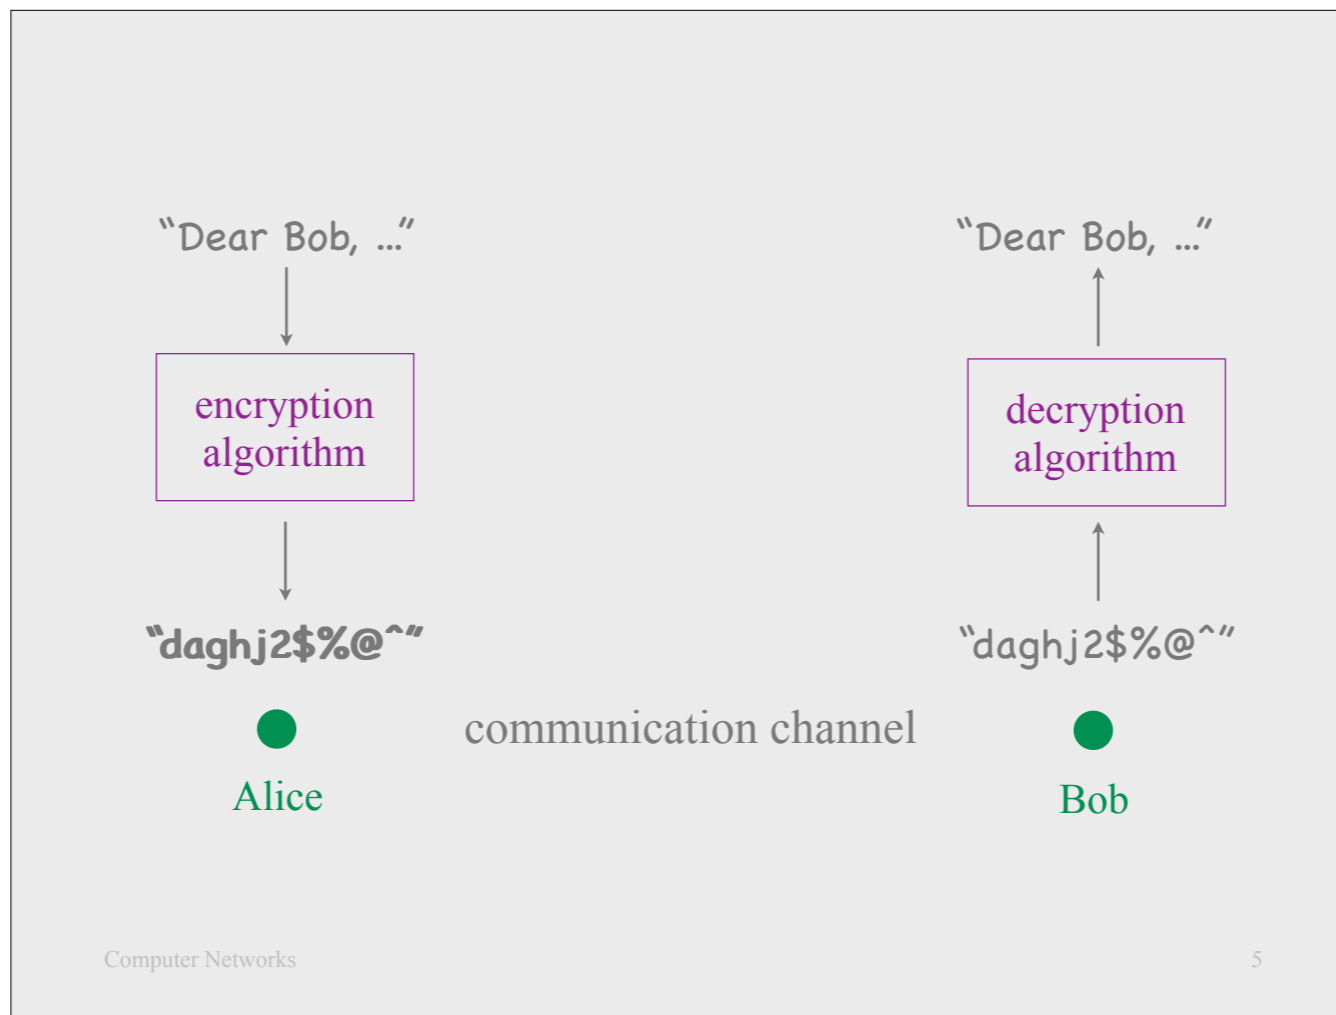 “Dear Bob, ...”
“Dear Bob, ...”
encryption
algorithm
decryption
algorithm
“daghj2$%@^”
“daghj2$%@^”
communication channel
Alice
Bob
Computer Networks
5